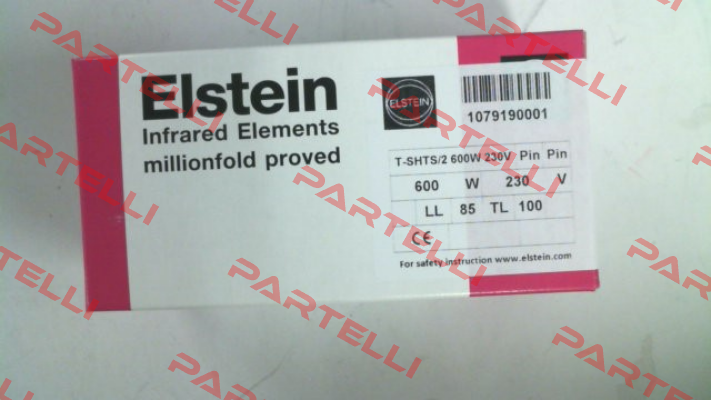 Elstein
Infrared Elements
millionfold proved
ELSTEIN
1079190001
T-SHTS/2 600W 230V Pin Pin
600 W 230 V
LL 85 TL 100
CE
For safety instruction www.elstein.com
PARTELLI
PARTELLI
PARTELLI
PARTELLI
PARTELLI
PARTELLI
PARTELLI
PARTELLI
PARTELLI